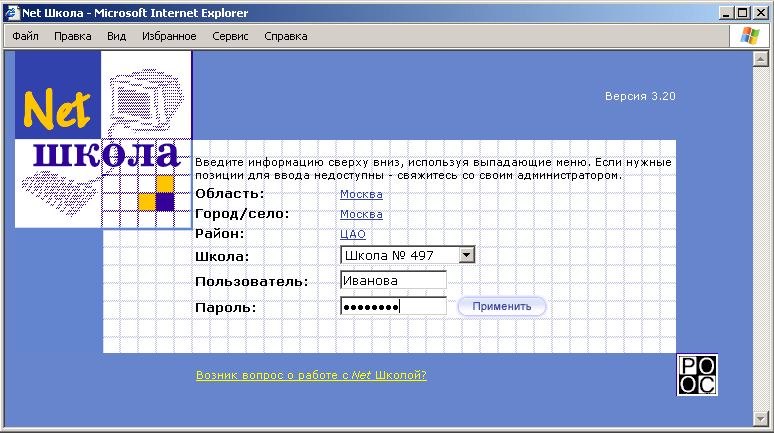 Net Школа - Microsoft Internet Explorer
Файл Правка Вид Избранное Сервис Справка
Net
школа
Версия 3.20
Введите информацию сверху вниз, используя выпадающие меню. Если нужные
позиции для ввода недоступны - свяжитесь со своим администратором.
Область: Москва
Город/село: Москва
Район: ЦАО
Школа: Школа № 497
Пользователь: Иванова
Пароль: ●●●●●●●● Применить
Возник вопрос о работе с Net Школой?
РО
ОС